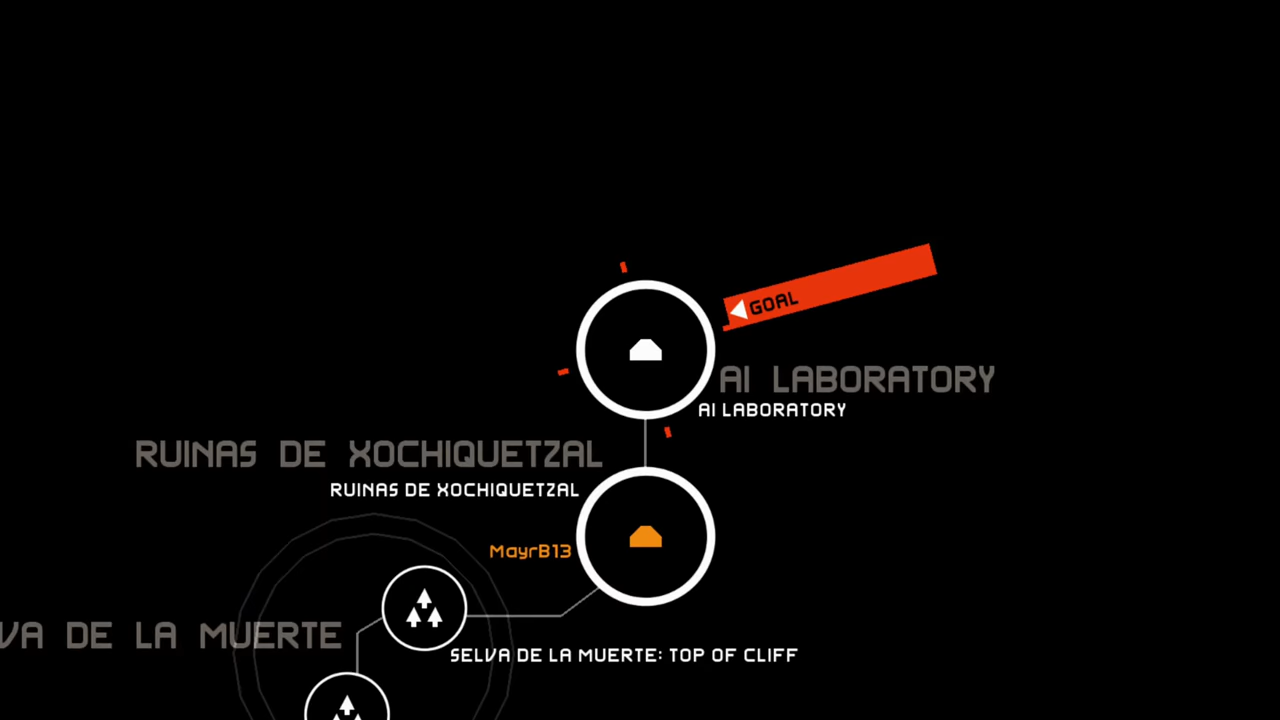 GOAL
AI LABORATORY
AI LABORATORY
RUINAS DE XOCHIQUETZAL
RUINAS DE XOCHIQUETZAL
MayrB13
VA DE LA MUERTE
SELVA DE LA MUERTE: TOP OF CLIFF